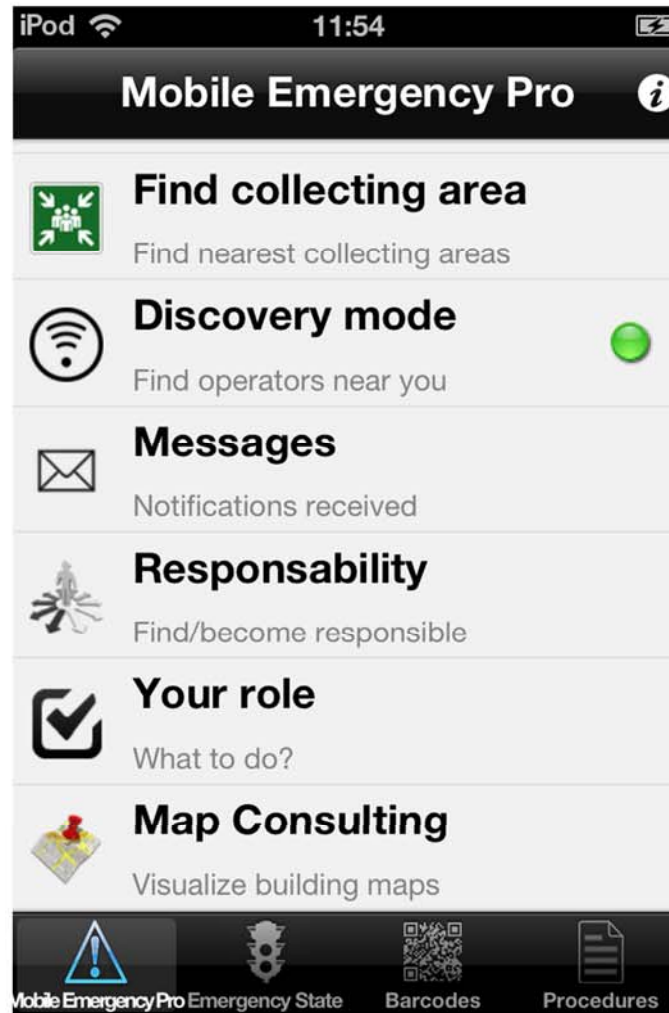 iPod 11:54
Mobile Emergency Pro i
Find collecting area
Find nearest collecting areas
Discovery mode
Find operators near you
Messages
Notifications received
Responsability
Find/become responsible
Your role
What to do?
Map Consulting
Visualize building maps
Mobile Emergency Pro Emergency State Barcodes Procedures